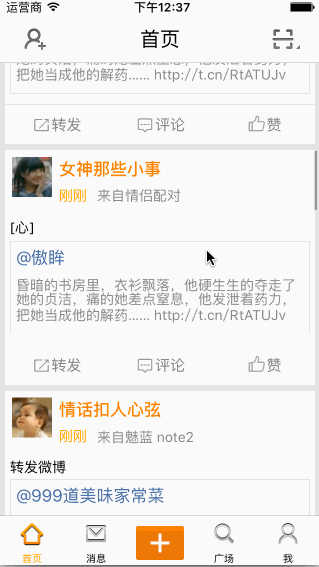 运营商 下午12:37
首页
把她当成他的解药…… http://t.cn/RtATUJv
转发 评论 赞
女神那些小事
刚刚 来自情侣配对
[心]
@傲眸
昏暗的书房里，衣衫飘落，他硬生生的夺走了
她的贞洁，痛的她差点窒息，他发泄着药力，
把她当成他的解药…… http://t.cn/RtATUJv
转发 评论 赞
情话扣人心弦
刚刚 来自魅蓝 note2
转发微博
@999道美味家常菜
首页 消息 广场 我